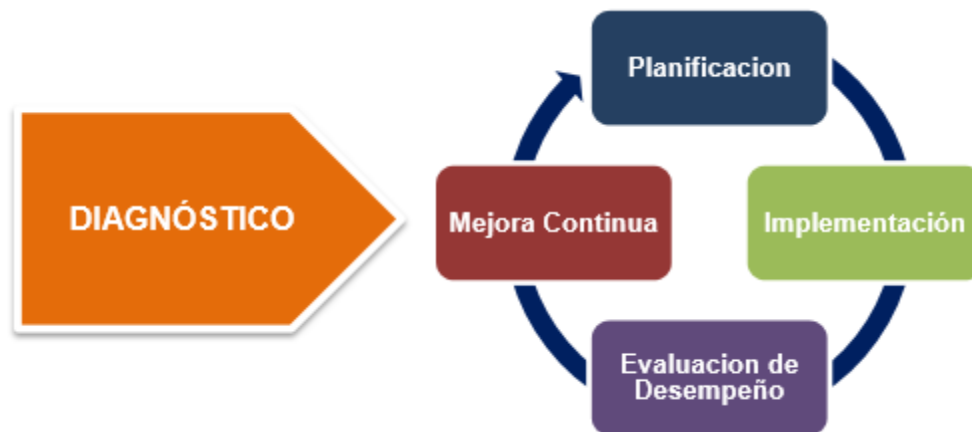 DIAGNÓSTICO
Planificacion
Implementación
Evaluacion de
Desempeño
Mejora Continua